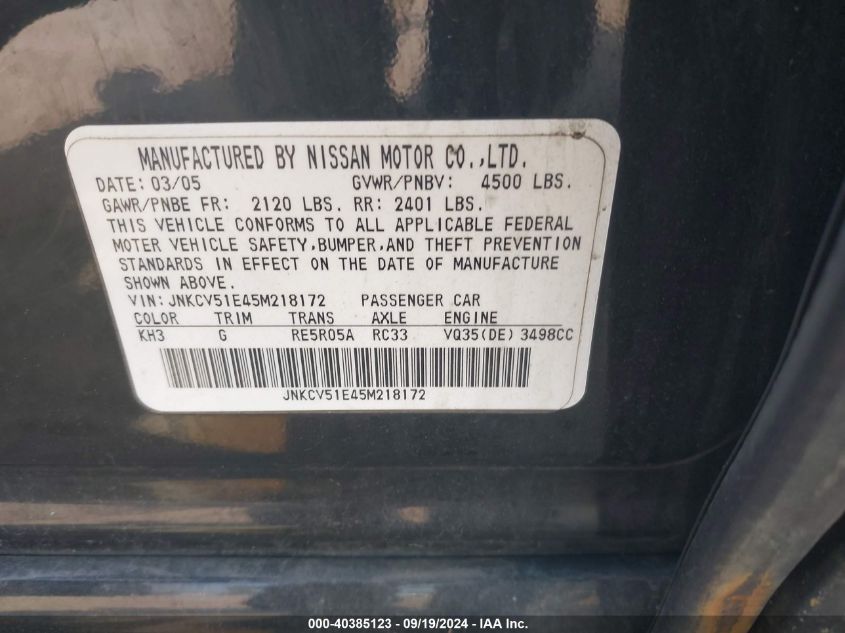 MANUFACTURED BY NISSAN MOTOR CO.,LTD.
DATE: 03/05 GVWR/PNBV: 4500 LBS.
GAWR/PNBE FR: 2120 LBS. RR: 2401 LBS.
THIS VEHICLE CONFORMS TO ALL APPLICABLE FEDERAL
MOTER VEHICLE SAFETY,BUMPER,AND THEFT PREVENTION
STANDARDS IN EFFECT ON THE DATE OF MANUFACTURE
SHOWN ABOVE.
VIN: JNKCV51E45M218172 PASSENGER CAR
COLOR TRIM TRANS AXLE ENGINE
KH3 G RE5R05A RC33 VQ35(DE) 3498CC
JNKCV51E45M218172
000-40385123 - 09/19/2024 - IAA Inc.